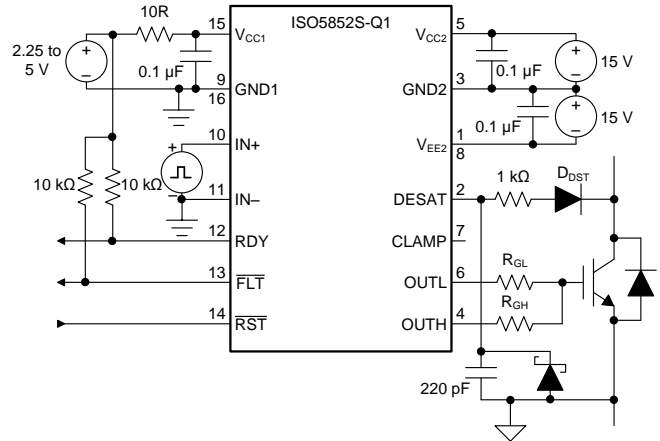 ISO5852S-Q1
10R
15
V_CC1
2.25 to
5 V
+
−
0.1 µF
9
GND1
16
10
IN+
+
−
11
IN–
10 kΩ
10 kΩ
12
RDY
13
F̅L̅T̅
14
R̅S̅T̅
5
V_CC2
+
−
15 V
0.1 µF
3
GND2
+
−
15 V
0.1 µF
1
V_EE2
8
2
DESAT
1 kΩ
D_DST
7
CLAMP
6
OUTL
R_GL
R_GH
4
OUTH
220 pF